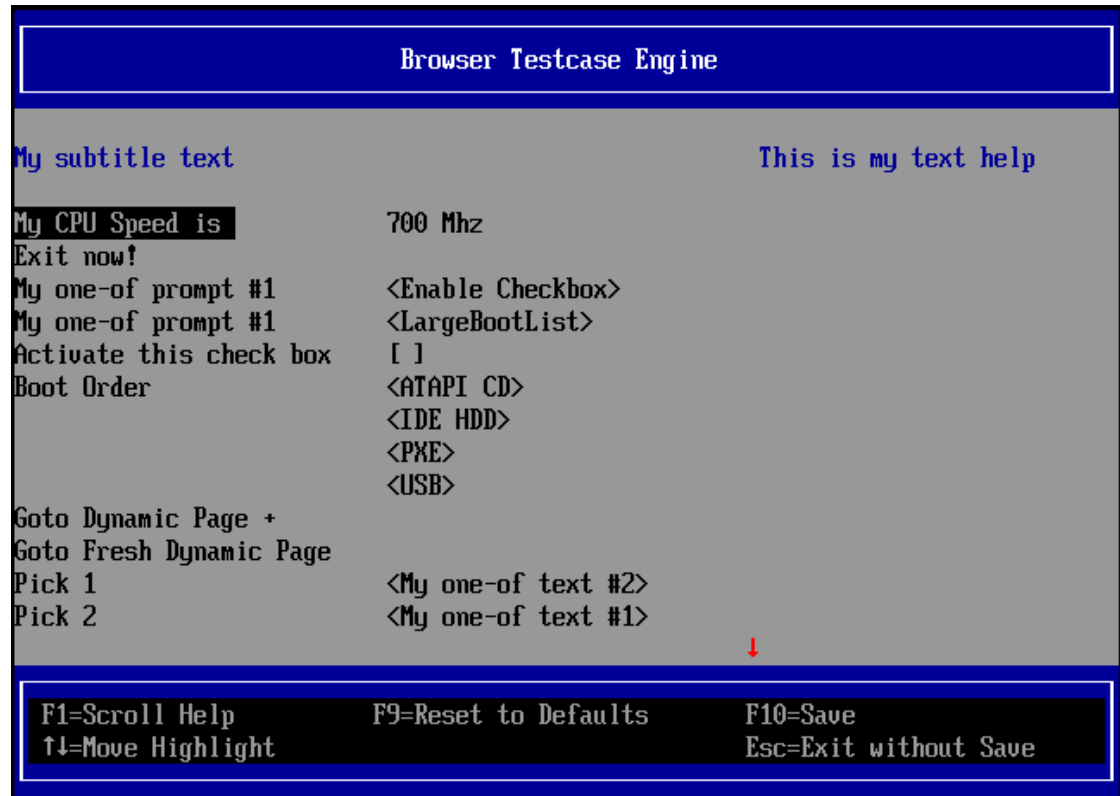 Browser Testcase Engine
My subtitle text This is my text help
My CPU Speed is 700 Mhz
Exit now!
My one-of prompt #1 <Enable Checkbox>
My one-of prompt #1 <LargeBootList>
Activate this check box [ ]
Boot Order <ATAPI CD>
<IDE HDD>
<PXE>
<USB>
Goto Dynamic Page +
Goto Fresh Dynamic Page
Pick 1 <My one-of text #2>
Pick 2 <My one-of text #1>
↓
F1=Scroll Help F9=Reset to Defaults F10=Save
↑↓=Move Highlight Esc=Exit without Save